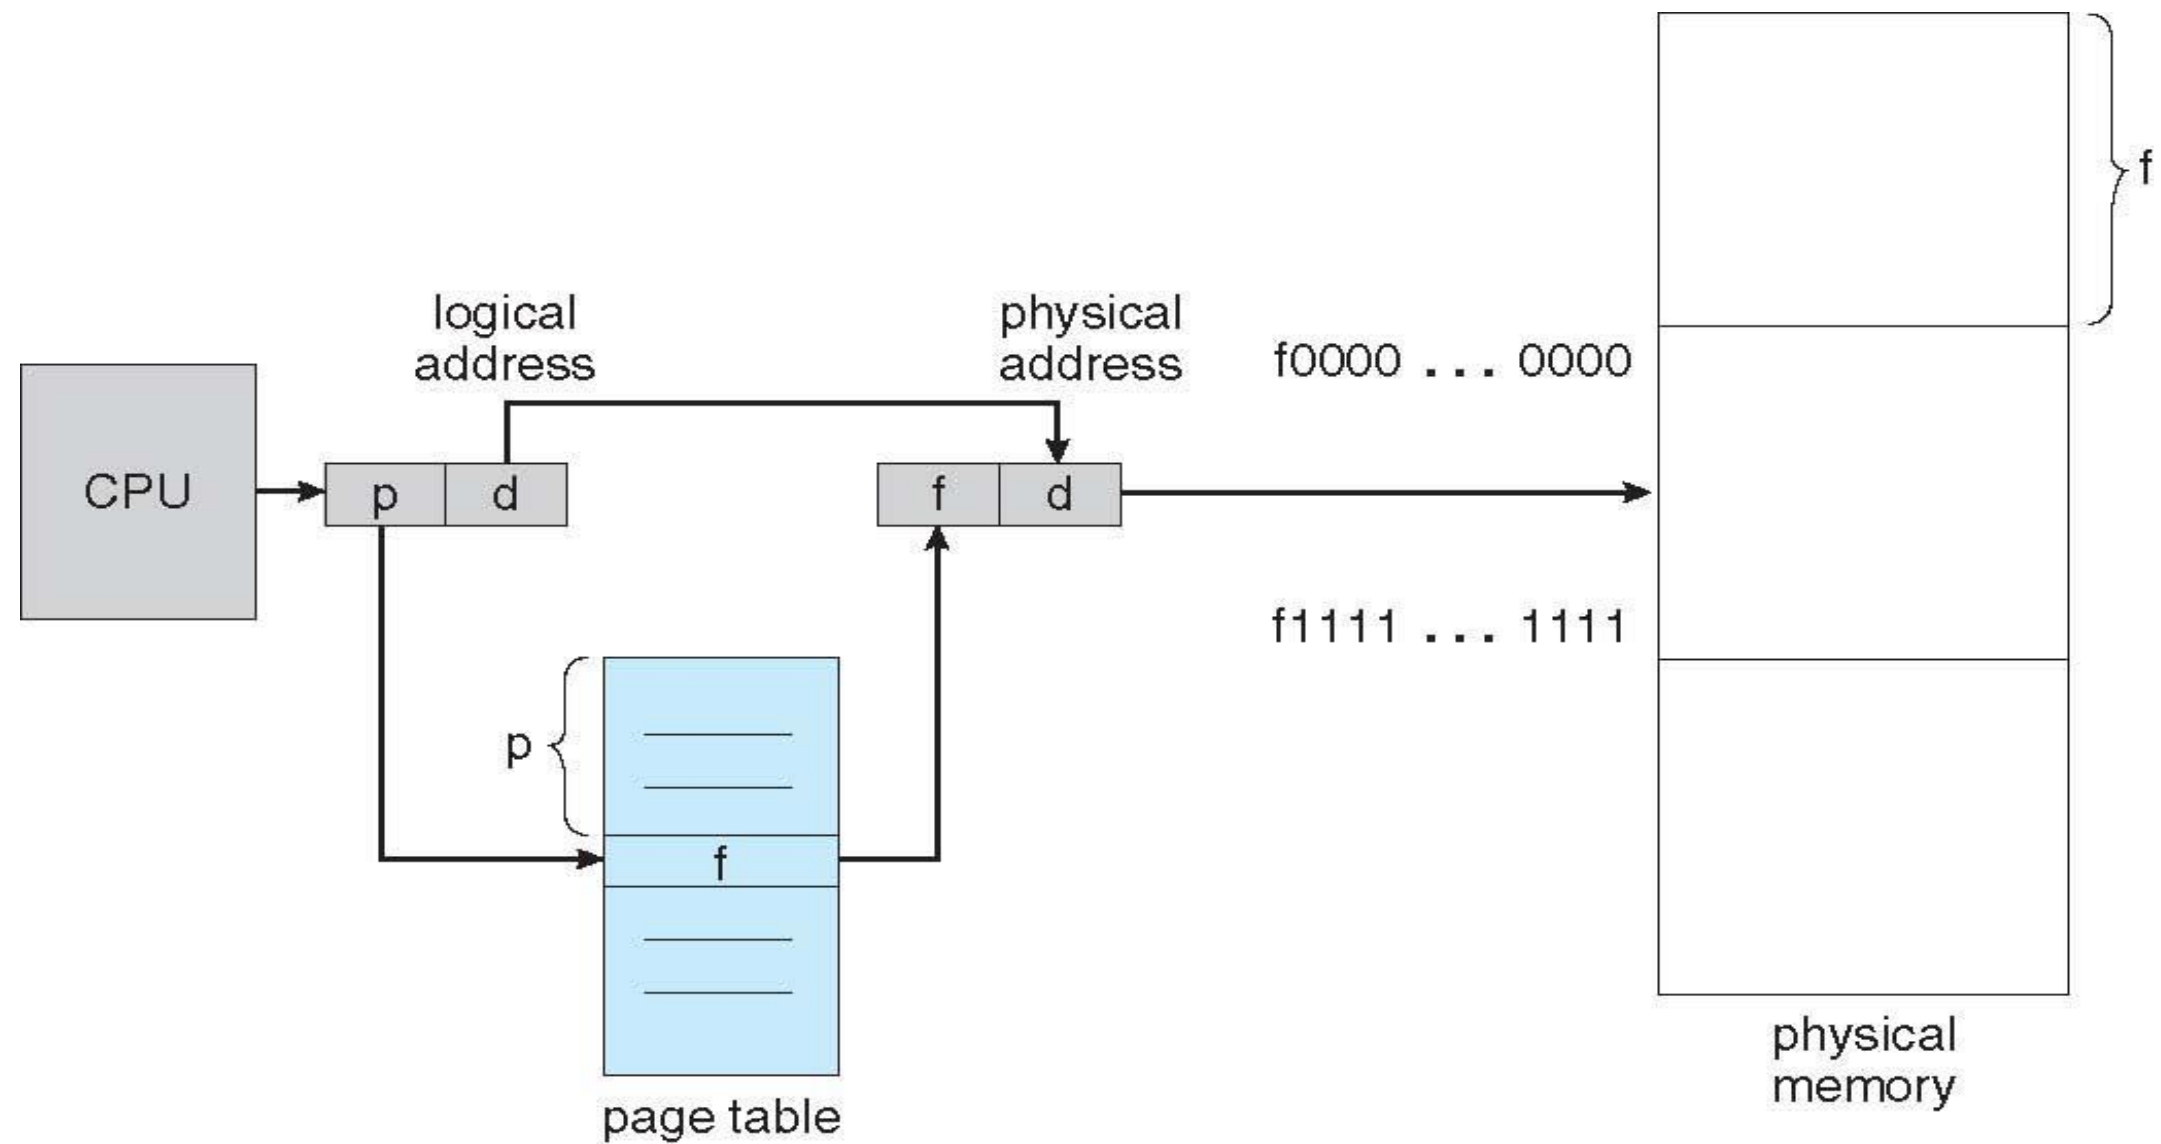 f
logical
address
physical
address
f0000 ... 0000
CPU
p d
f d
f1111 ... 1111
p
f
page table
physical
memory